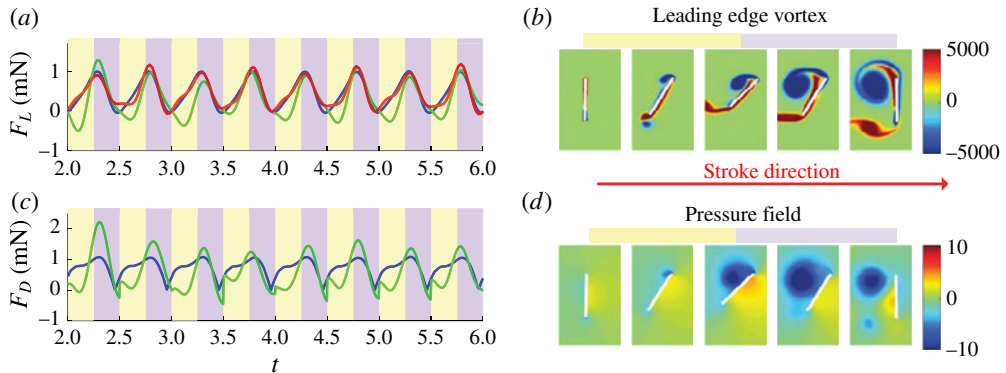 (a)
F_L (mN)
1
0
–1
2.0 2.5 3.0 3.5 4.0 4.5 5.0 5.5 6.0
(b)
Leading edge vortex
5000
0
–5000
Stroke direction
(c)
F_D (mN)
2
1
0
–1
2.0 2.5 3.0 3.5 4.0 4.5 5.0 5.5 6.0
t
(d)
Pressure field
10
0
–10